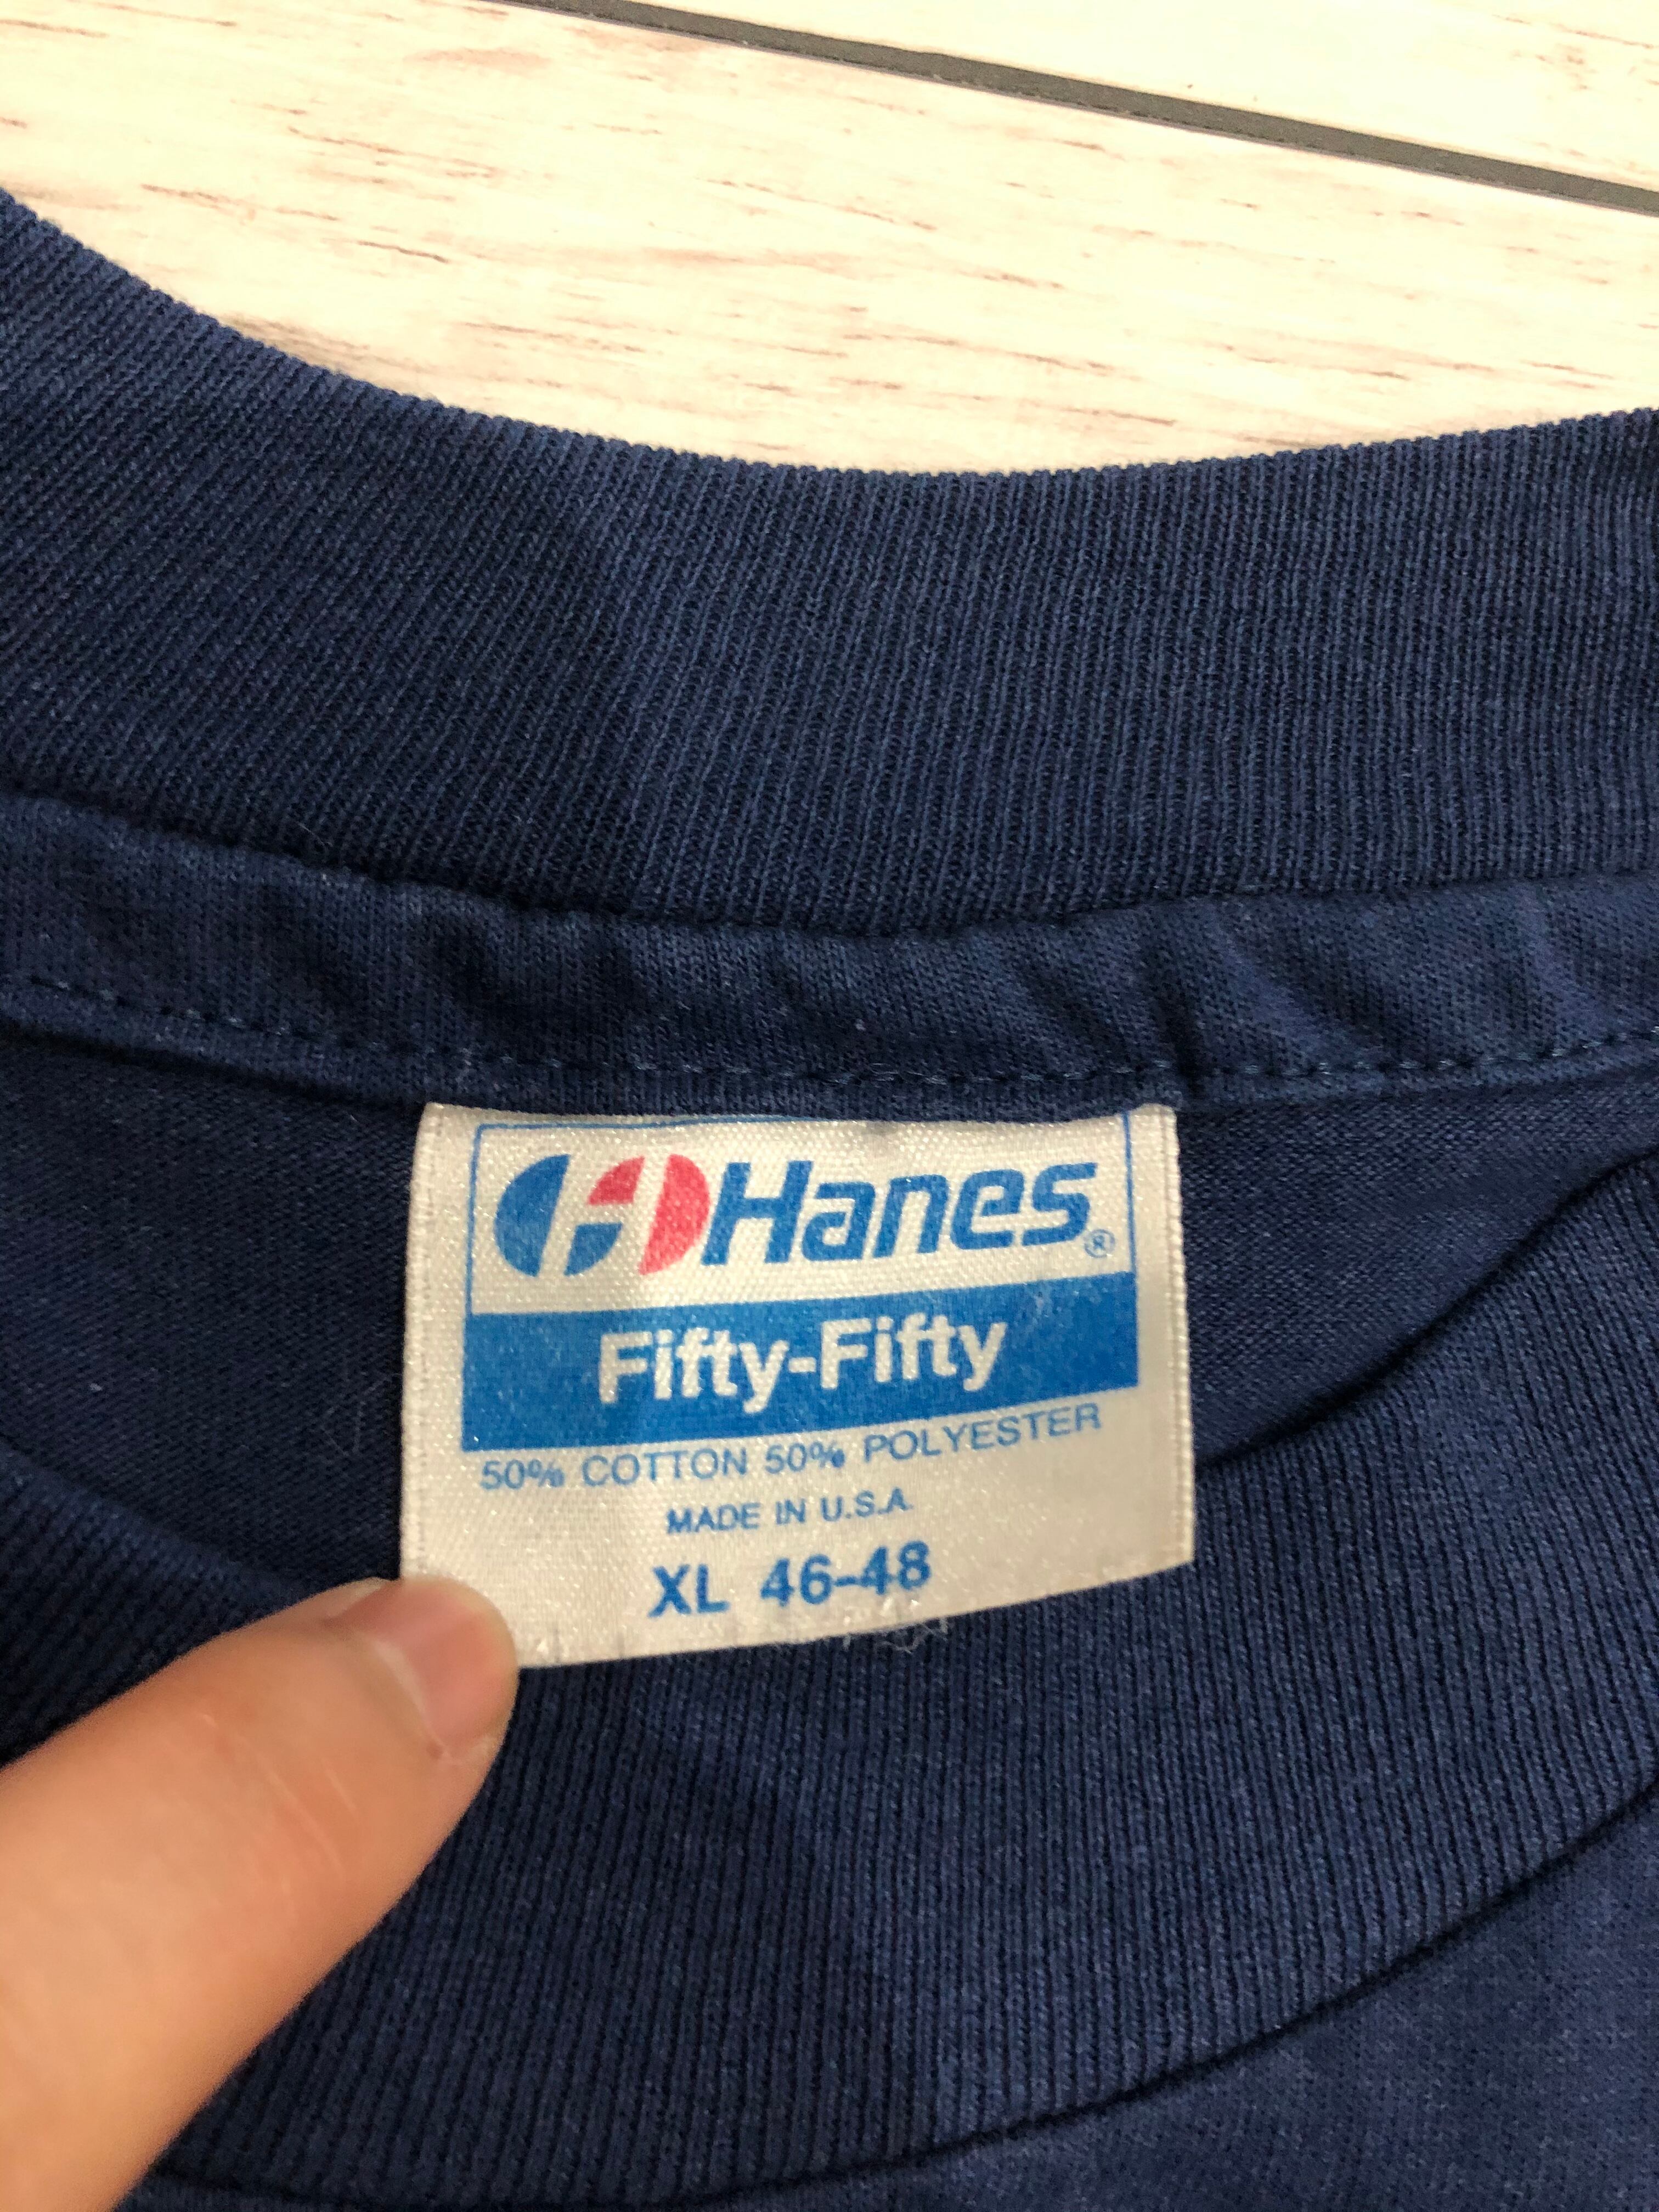 Hanes®
Fifty-Fifty
50% COTTON 50% POLYESTER
MADE IN U.S.A.
XL 46-48